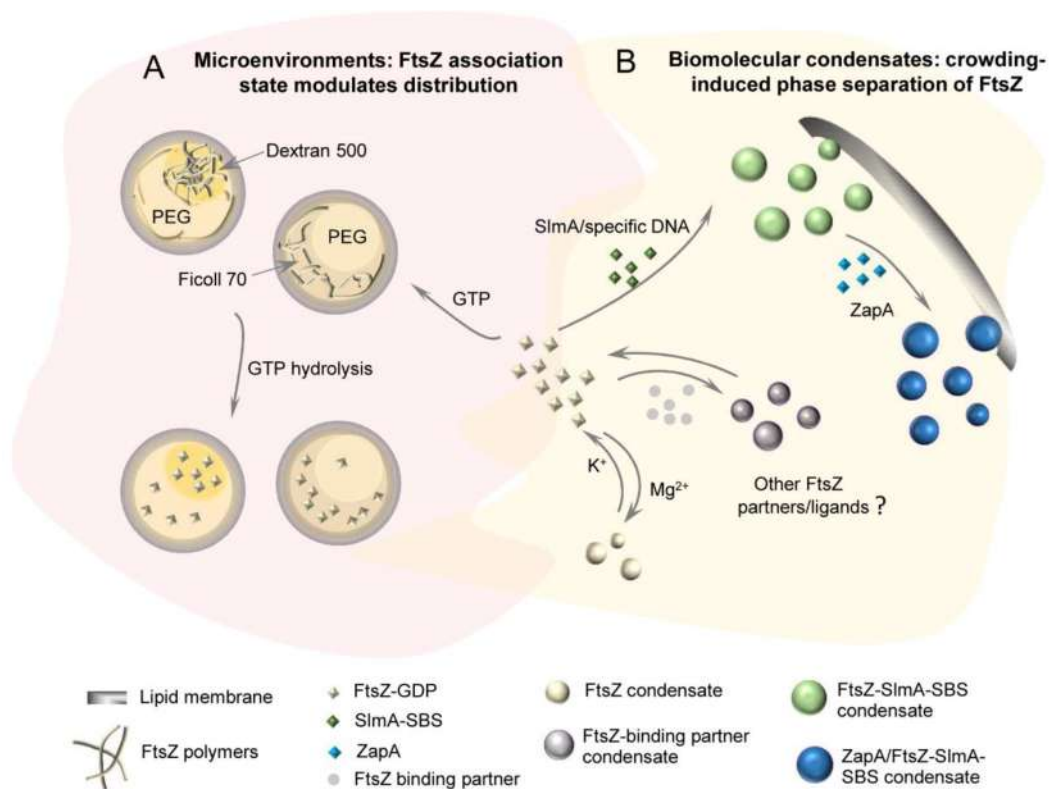 A
Microenvironments: FtsZ association
state modulates distribution
B
Biomolecular condensates: crowding-
induced phase separation of FtsZ
Dextran 500
PEG
PEG
Ficoll 70
GTP
GTP hydrolysis
SlmA/specific DNA
ZapA
K⁺
Mg²⁺
Other FtsZ
partners/ligands ?
Lipid membrane
FtsZ polymers
FtsZ-GDP
SlmA-SBS
ZapA
FtsZ binding partner
FtsZ condensate
FtsZ-binding partner
condensate
FtsZ-SlmA-SBS
condensate
ZapA/FtsZ-SlmA-
SBS condensate